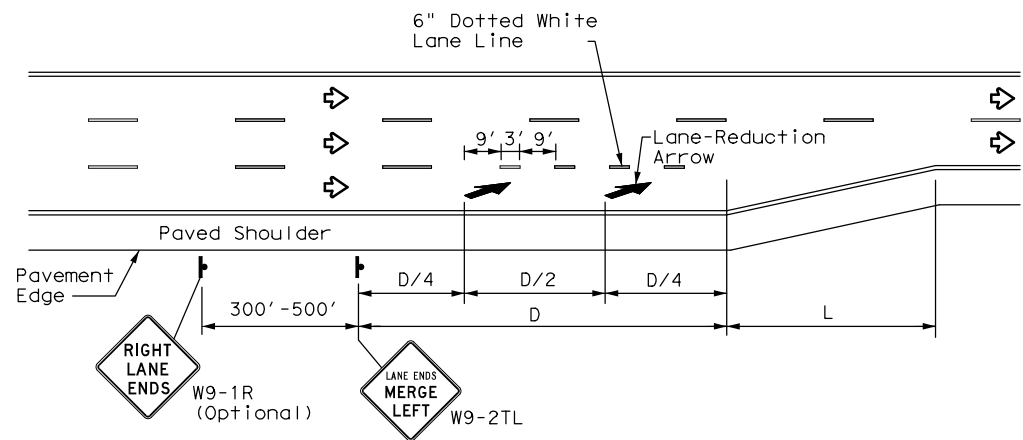 6" Dotted White
Lane Line
9' 3' 9'
Lane-Reduction
Arrow
Paved Shoulder
Pavement
Edge
D/4
D/2
D/4
300'-500'
D
L
RIGHT
LANE
ENDS
W9-1R
(Optional)
LANE ENDS
MERGE
LEFT
W9-2TL